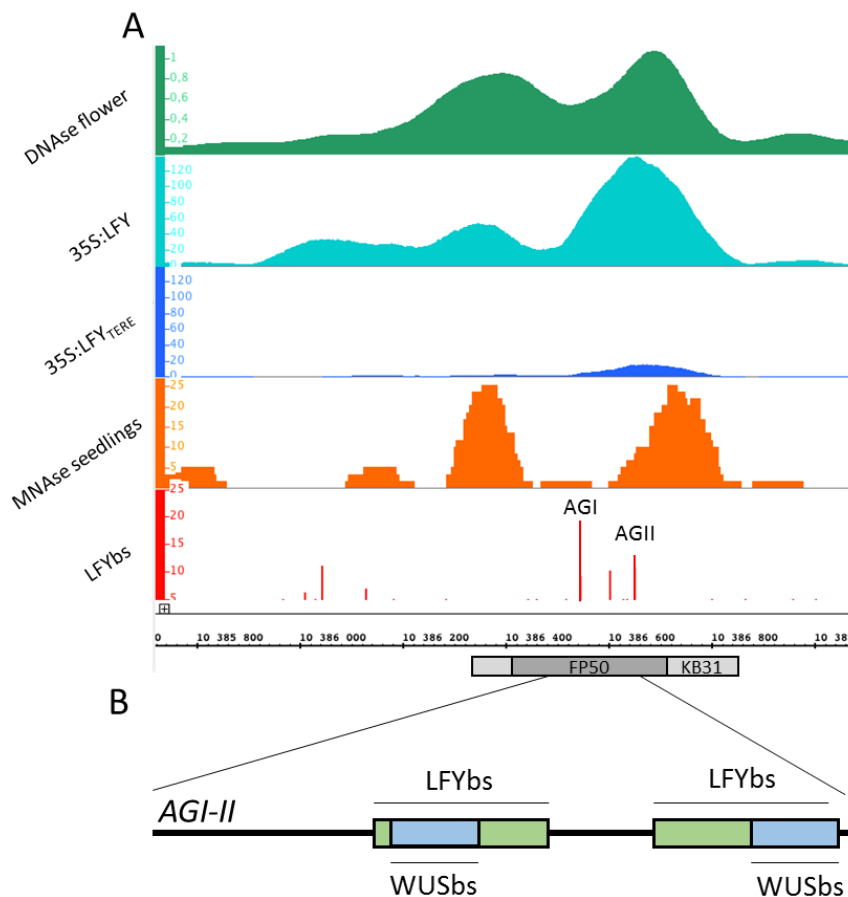 A
DNAse flower
1
0,8
0,6
0,4
0,2
35S:LFY
120
100
80
60
40
20
0
35S:LFYTERE
120
100
80
60
40
20
0
MNAse seedlings
25
20
15
10
5
LFYbs
25
20
15
10
5
AGI
AGII
0 10 385 800 10 386 000 10 386 200 10 386 400 10 386 600 10 386 800 10 38
FP50 KB31
B
LFYbs LFYbs
AGI-II
WUSbs WUSbs